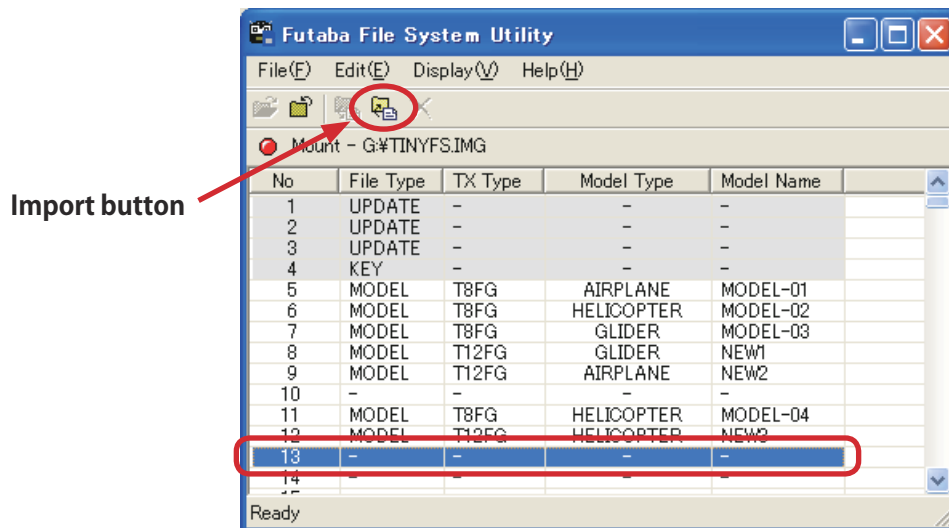 Futaba File System Utility
File(F) Edit(E) Display(V) Help(H)
Mount - G:¥TINYFS.IMG
Import button
No File Type TX Type Model Type Model Name
1 UPDATE - - -
2 UPDATE - - -
3 UPDATE - - -
4 KEY - - -
5 MODEL T8FG AIRPLANE MODEL-01
6 MODEL T8FG HELICOPTER MODEL-02
7 MODEL T8FG GLIDER MODEL-03
8 MODEL T12FG GLIDER NEW1
9 MODEL T12FG AIRPLANE NEW2
10 - - - -
11 MODEL T8FG HELICOPTER MODEL-04
12 MODEL T12FG HELICOPTER NEW3
13 - - - -
14 - - - -
Ready